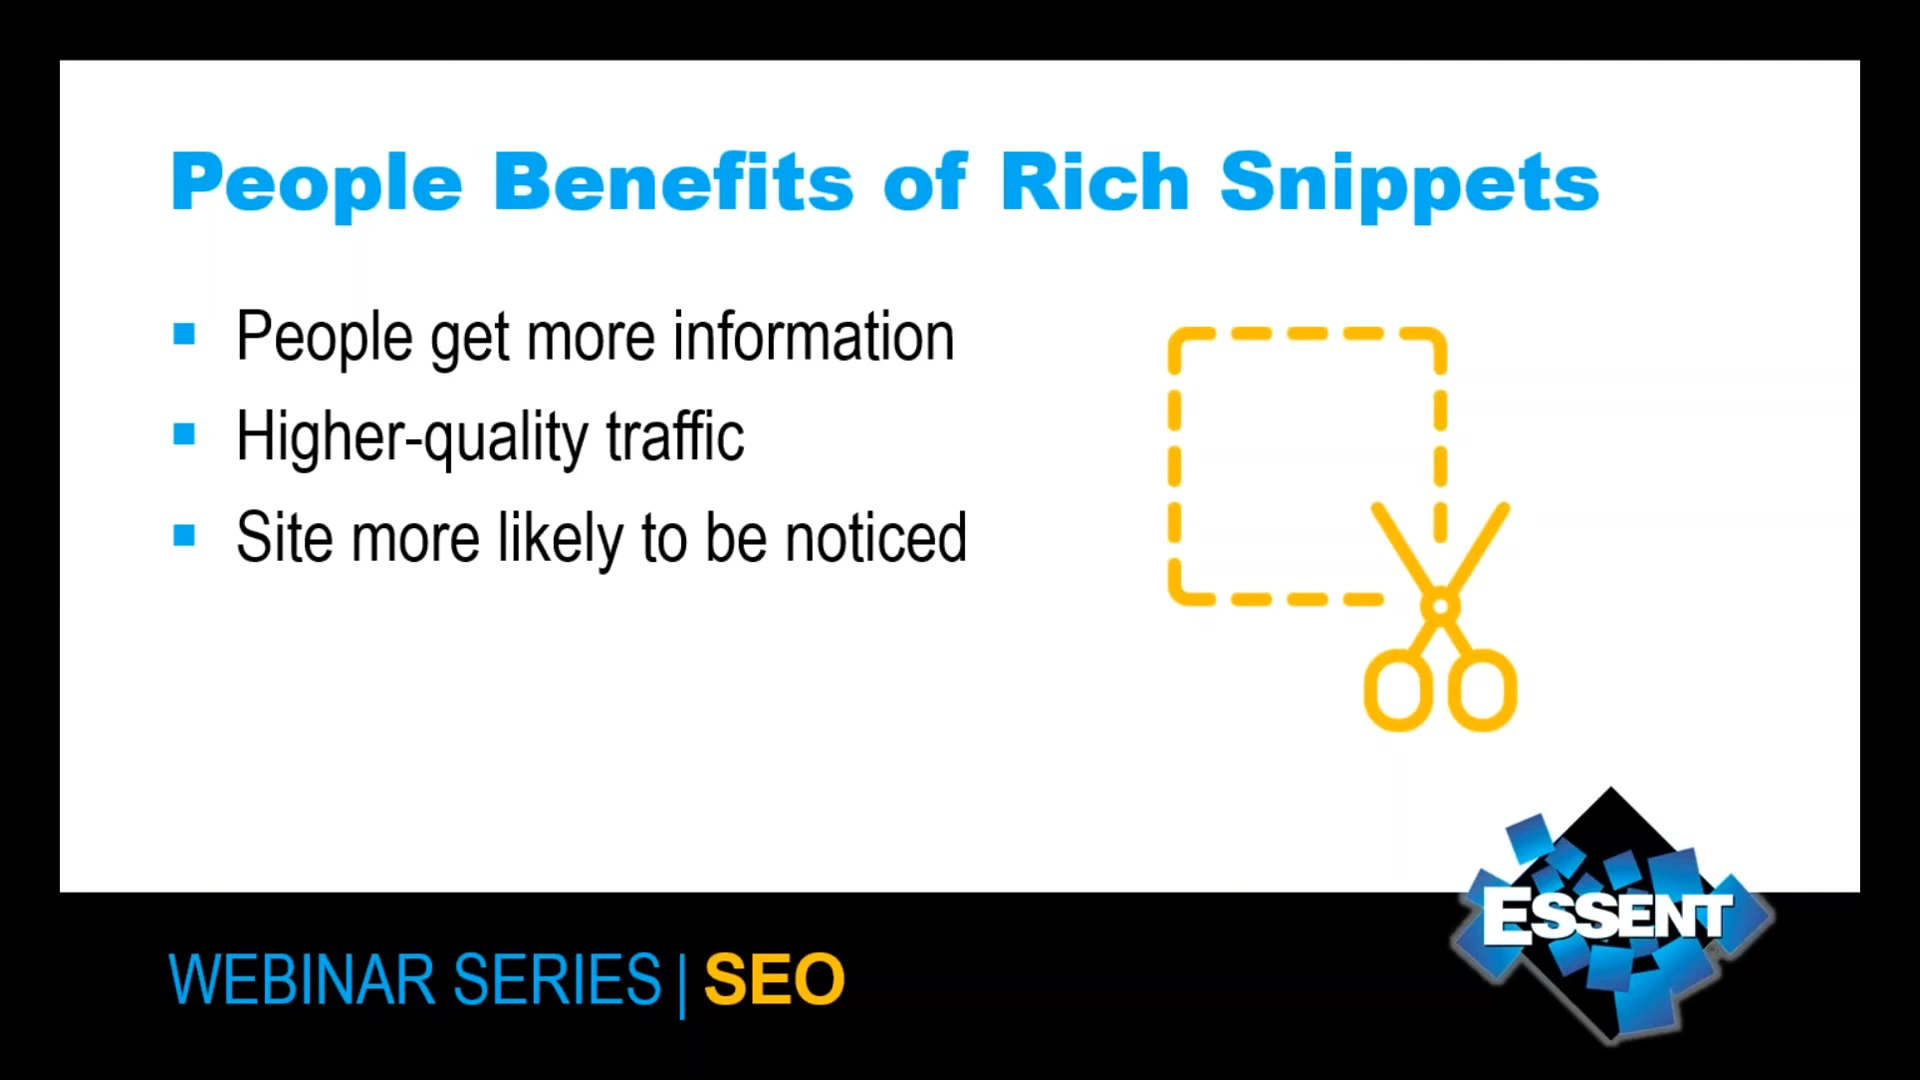 People Benefits of Rich Snippets
People get more information
Higher-quality traffic
Site more likely to be noticed
ESSENT
WEBINAR SERIES | SEO